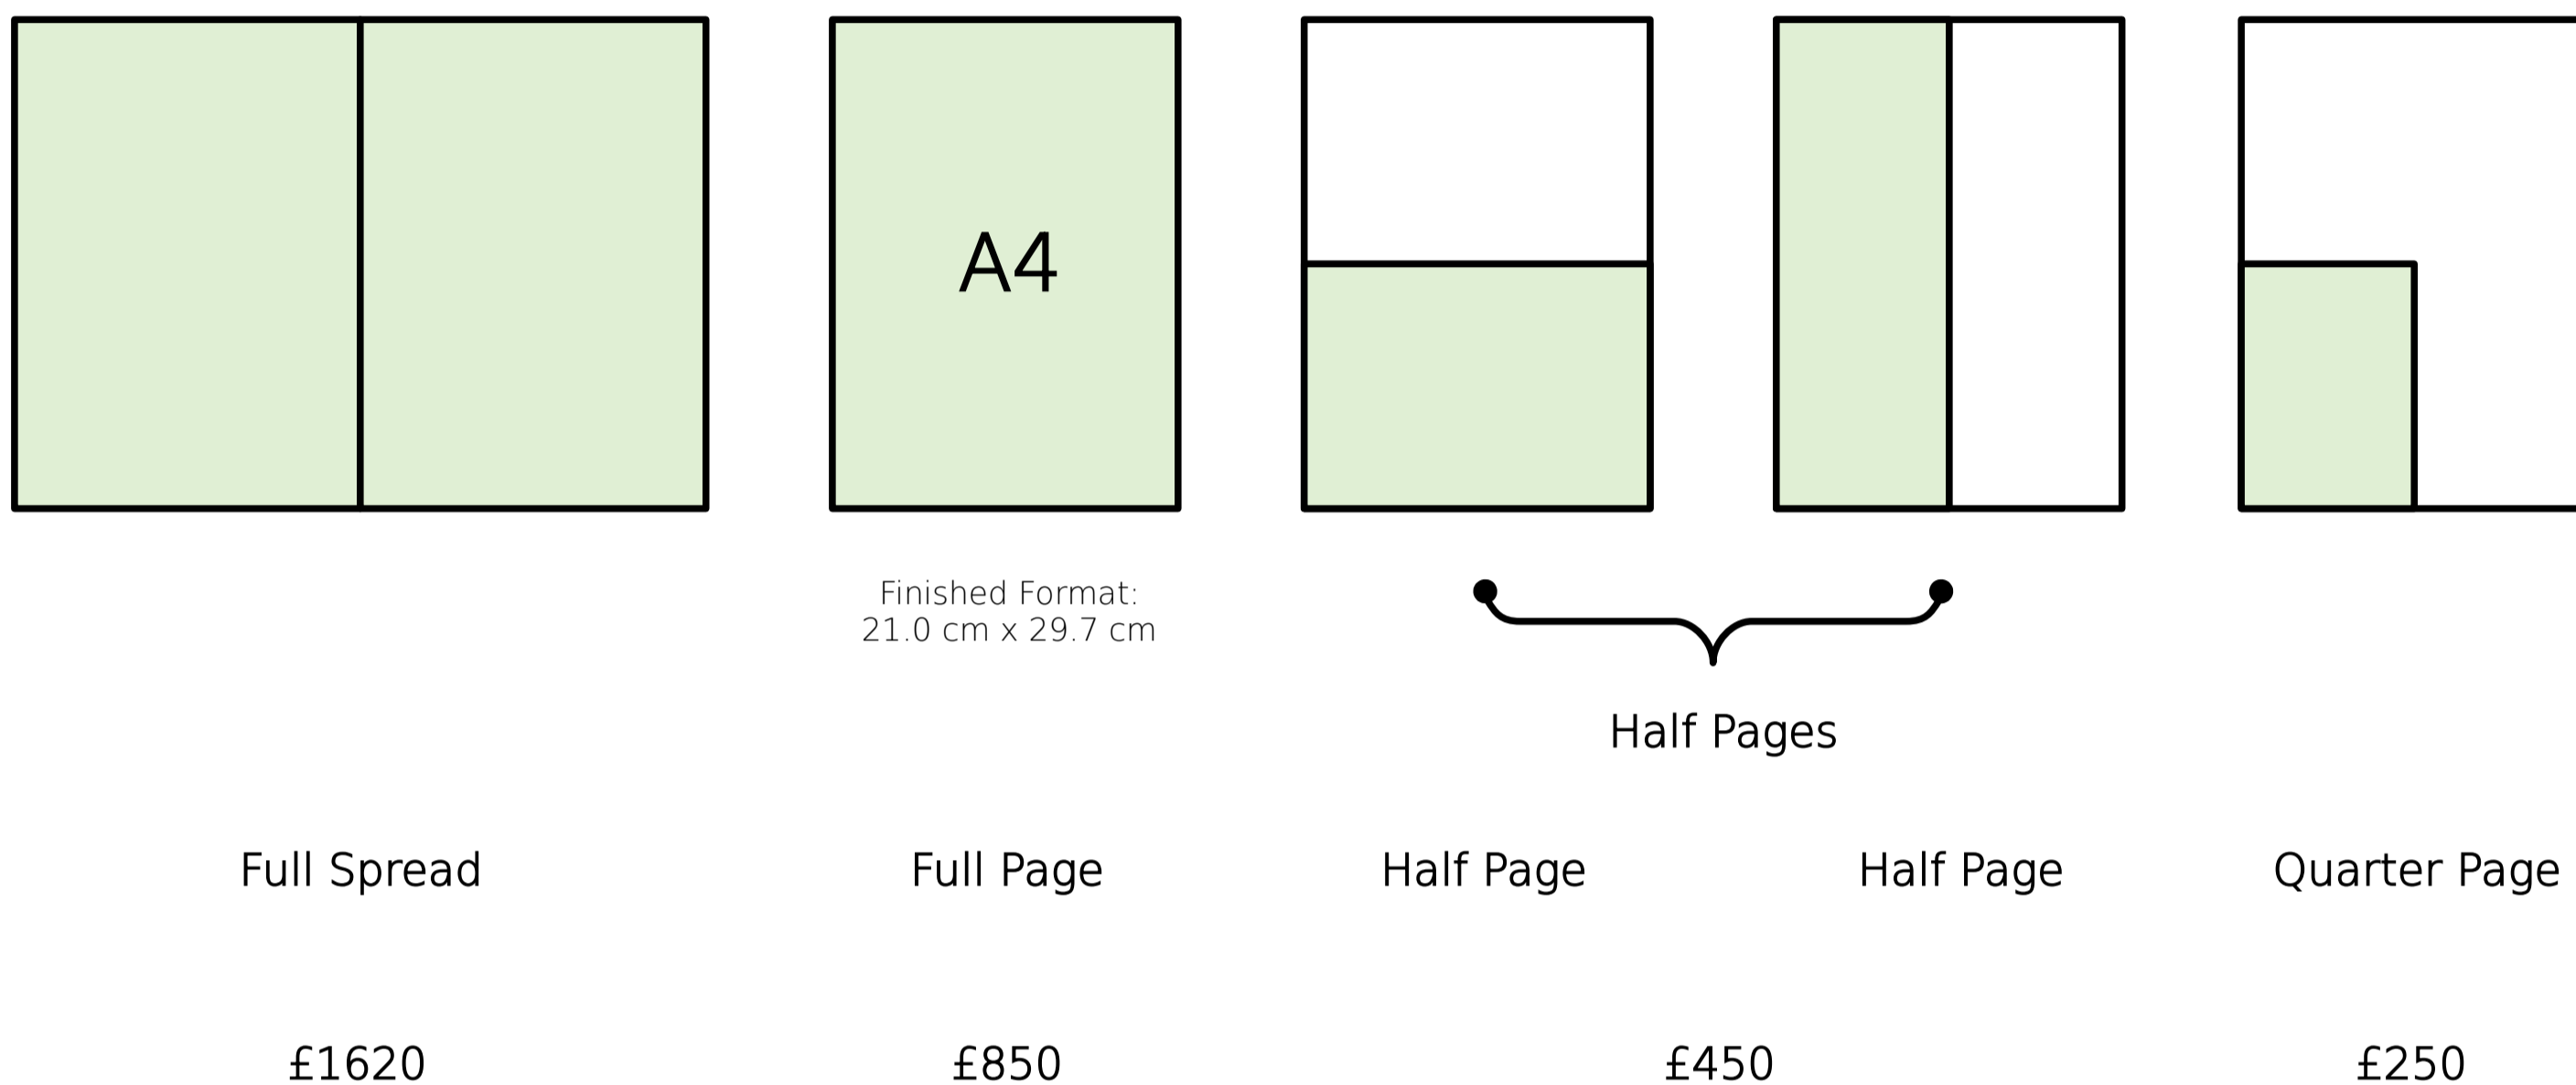 A4
Finished Format:
21.0 cm x 29.7 cm
Half Pages
Full Spread
Full Page
Half Page
Half Page
Quarter Page
£1620
£850
£450
£250